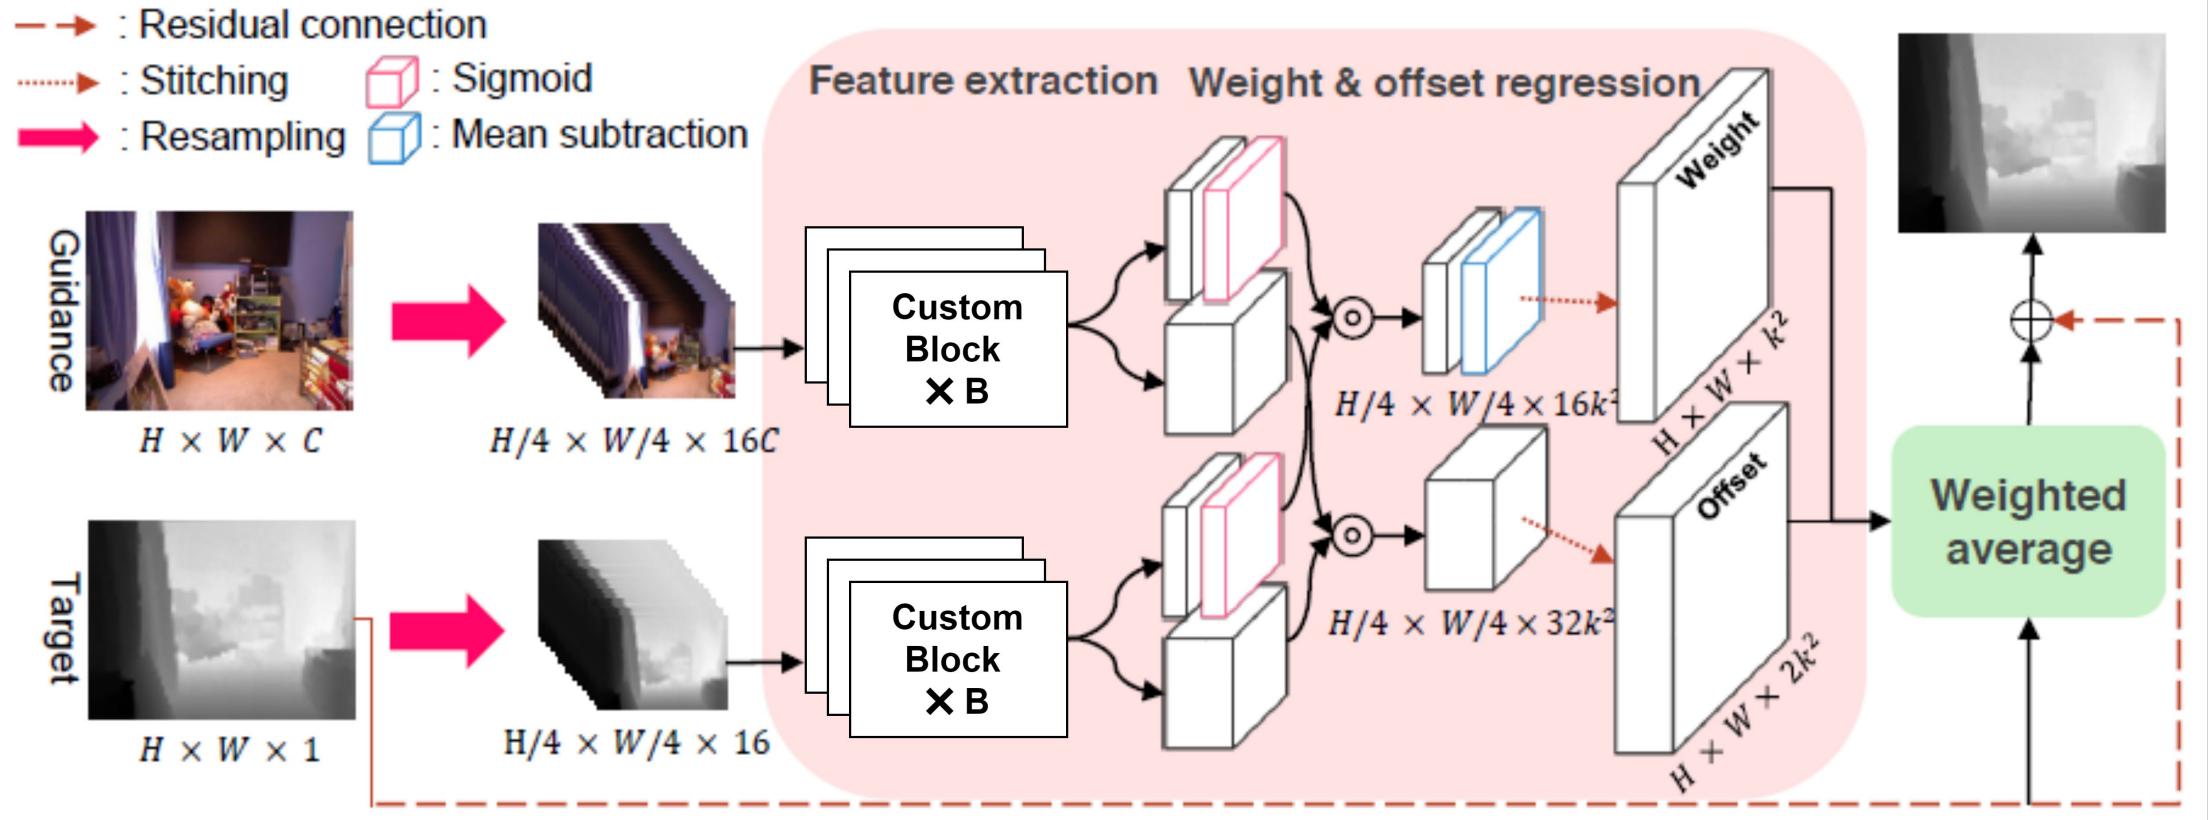 : Residual connection
: Stitching
: Sigmoid
: Resampling
: Mean subtraction
Feature extraction
Weight & offset regression
Guidance
H × W × C
H/4 × W/4 × 16C
Custom
Block
× B
H/4 × W/4 × 16k²
Weight
H × W × k²
Target
H × W × 1
H/4 × W/4 × 16
Custom
Block
× B
H/4 × W/4 × 32k²
Offset
H × W × 2k²
Weighted
average